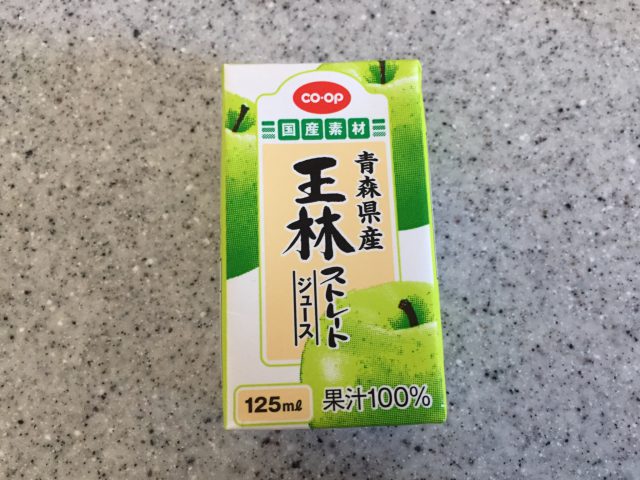 co·op
国産素材
青森県産
王林
ストレート
ジュース
125mℓ
果汁100%